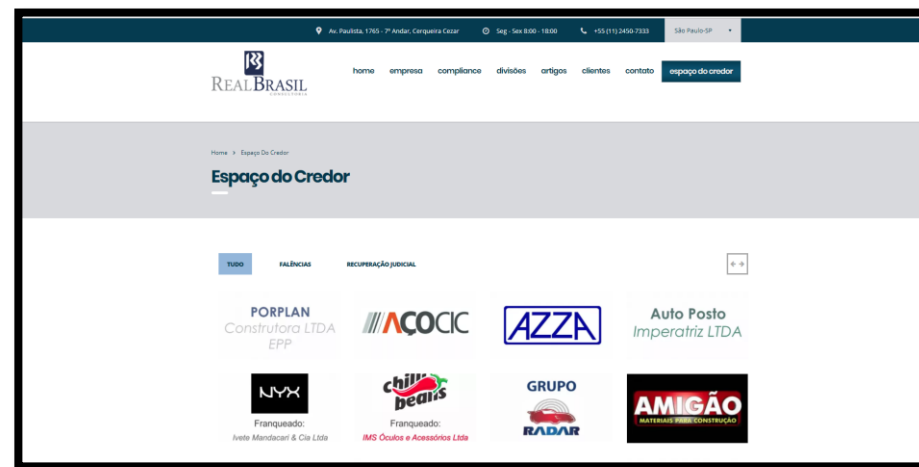 Av. Paulista, 1765 - 7º Andar, Cerqueira Cezar
Seg - Sex 8:00 - 18:00
+55 (11) 2450-7333
São Paulo-SP
REALBRASIL
CONSULTORIA
home empresa compliance divisões artigos clientes contato espaço do credor
Home > Espaço Do Credor
Espaço do Credor
TUDO FALÊNCIAS RECUPERAÇÃO JUDICIAL
PORPLAN
Construtora LTDA
EPP
AÇOCIC
AZZA
Auto Posto
Imperatriz LTDA
NYX
Franqueado:
Ivete Mandacari & Cia Ltda
chilli
beans
Franqueado:
IMS Óculos e Acessórios Ltda
GRUPO
RADAR
AMIGÃO
MATERIAIS PARA CONSTRUÇÃO